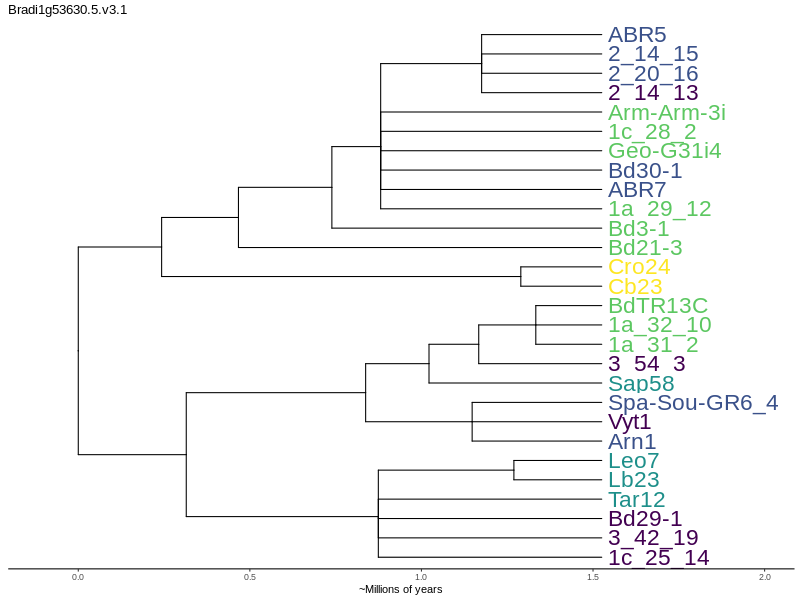 Bradi1g53630.5.v3.1
ABR5
2_14_15
2_20_16
2_14_13
Arm-Arm-3i
1c_28_2
Geo-G31i4
Bd30-1
ABR7
1a_29_12
Bd3-1
Bd21-3
Cro24
Cb23
BdTR13C
1a_32_10
1a_31_2
3_54_3
Sap58
Spa-Sou-GR6_4
Vyt1
Arn1
Leo7
Lb23
Tar12
Bd29-1
3_42_19
1c_25_14
0.0 0.5 1.0 1.5 2.0
~Millions of years